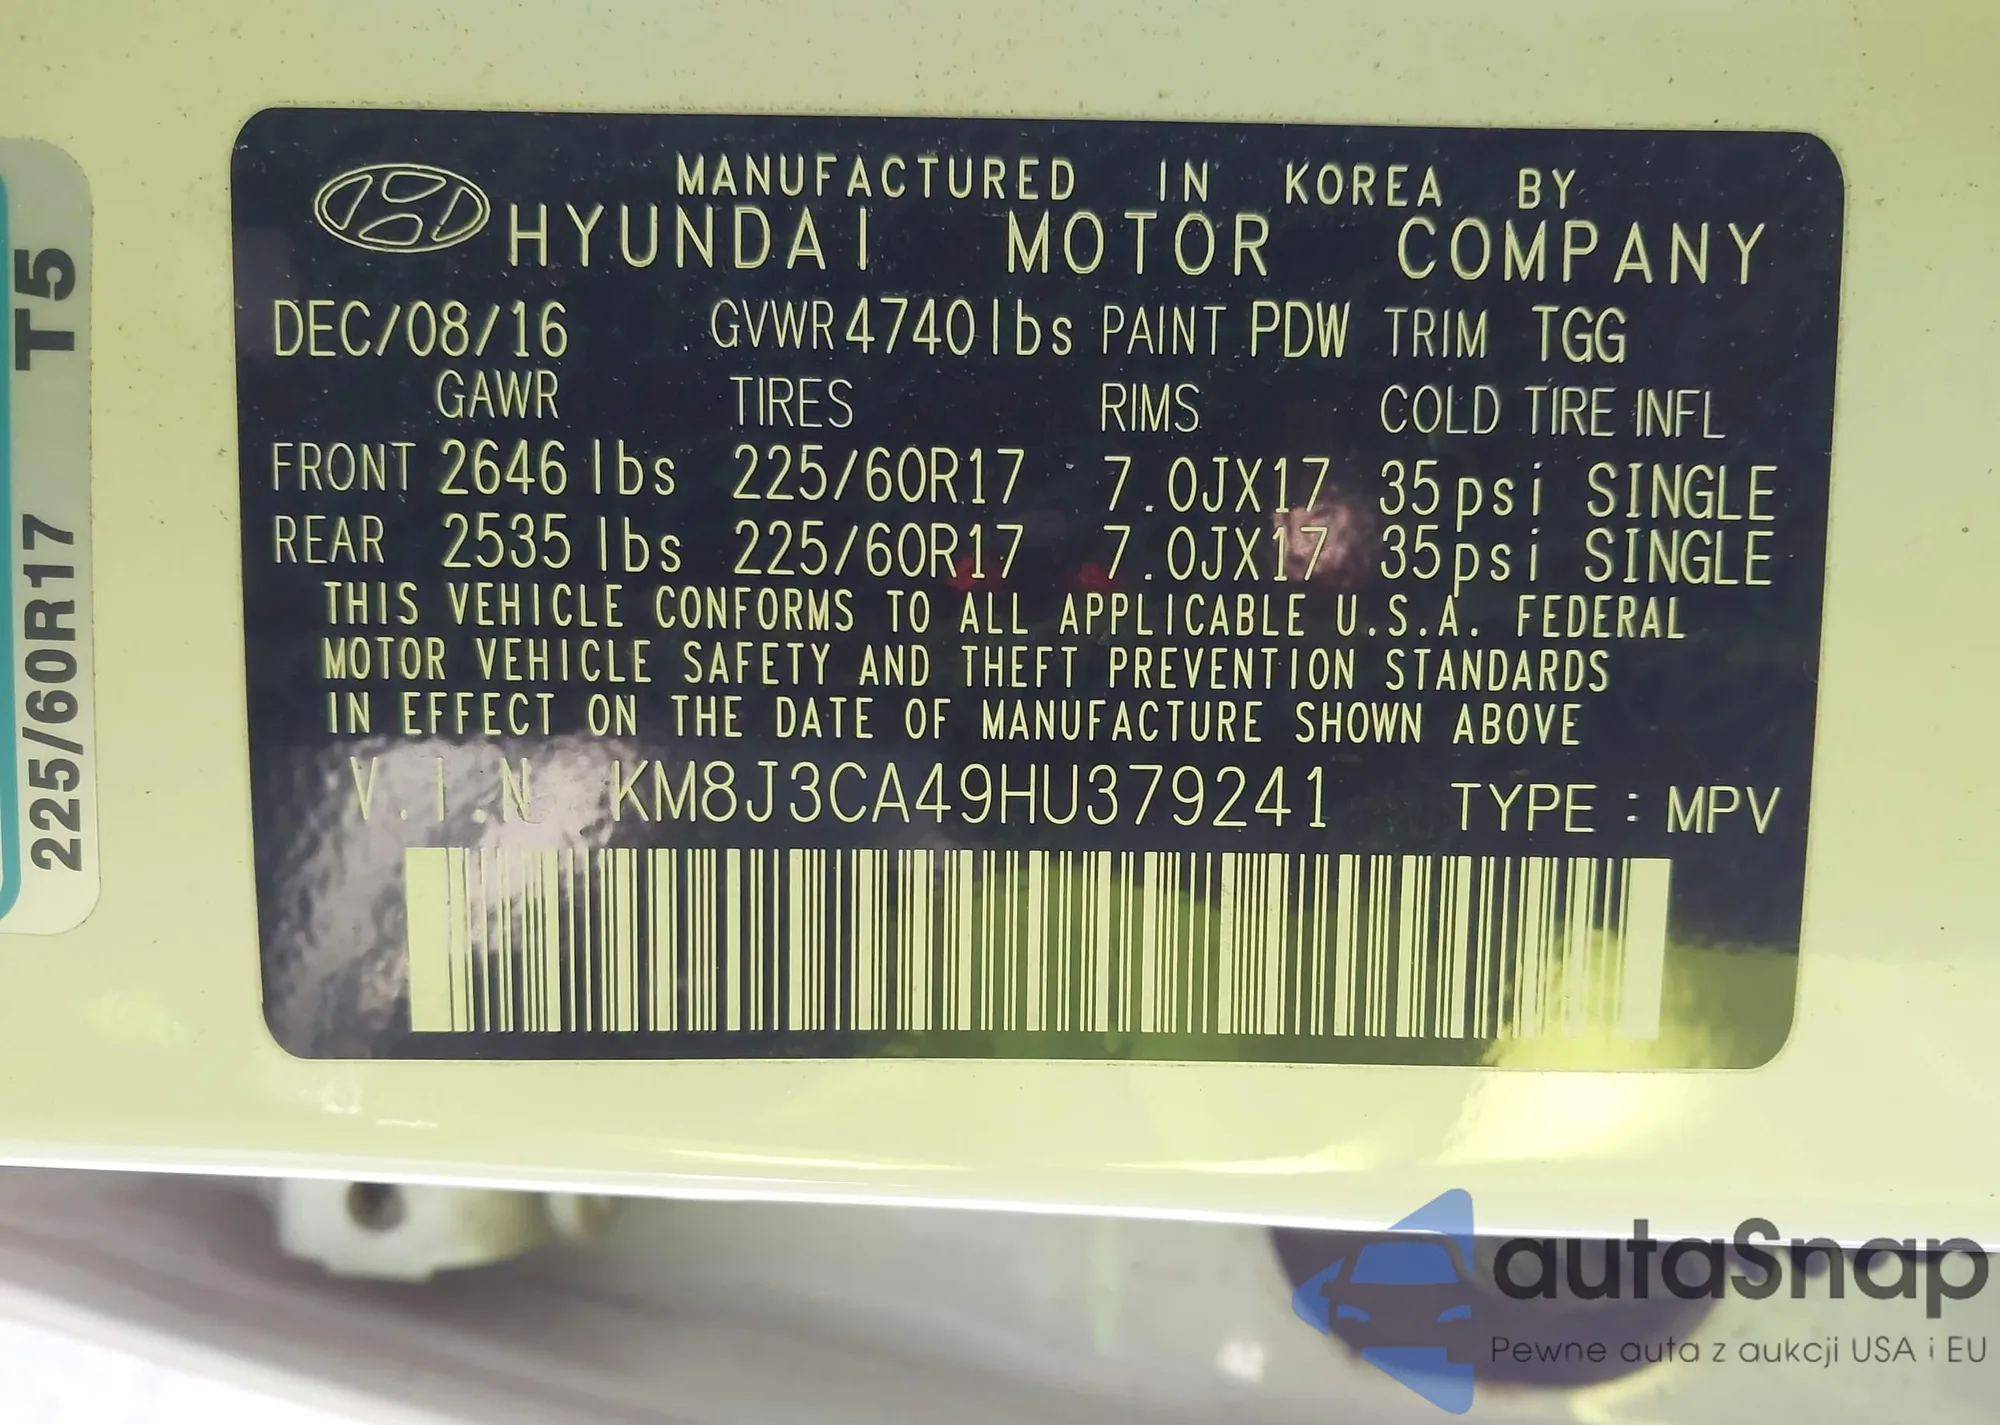 MANUFACTURED IN KOREA BY
HYUNDAI MOTOR COMPANY
DEC/08/16 GVWR 4740lbs PAINT PDW TRIM TGG
GAWR TIRES RIMS COLD TIRE INFL
FRONT 2646 lbs 225/60R17 7.0JX17 35psi SINGLE
REAR 2535 lbs 225/60R17 7.0JX17 35psi SINGLE
THIS VEHICLE CONFORMS TO ALL APPLICABLE U.S.A. FEDERAL
MOTOR VEHICLE SAFETY AND THEFT PREVENTION STANDARDS
IN EFFECT ON THE DATE OF MANUFACTURE SHOWN ABOVE
V.I.N KM8J3CA49HU379241 TYPE : MPV
225/60R17 T5
autaSnap
Pewne auta z aukcji USA i EU